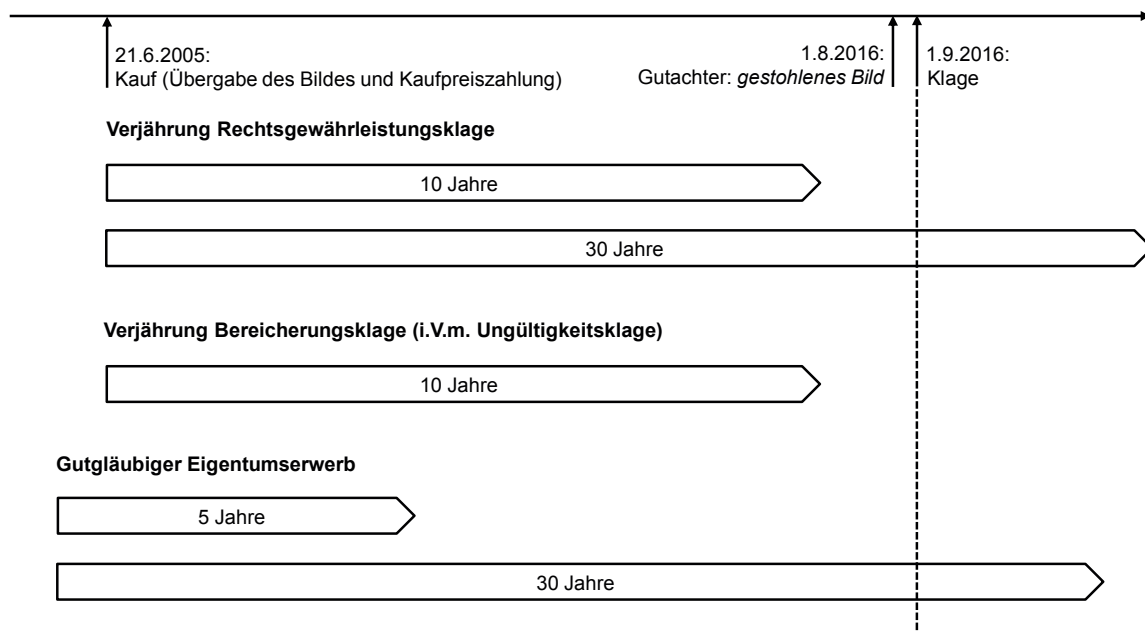 21.6.2005:
Kauf (Übergabe des Bildes und Kaufpreiszahlung)
1.8.2016:
Gutachter: gestohlenes Bild
1.9.2016:
Klage
Verjährung Rechtsgewährleistungsklage
10 Jahre
30 Jahre
Verjährung Bereicherungsklage (i.V.m. Ungültigkeitsklage)
10 Jahre
Gutgläubiger Eigentumserwerb
5 Jahre
30 Jahre